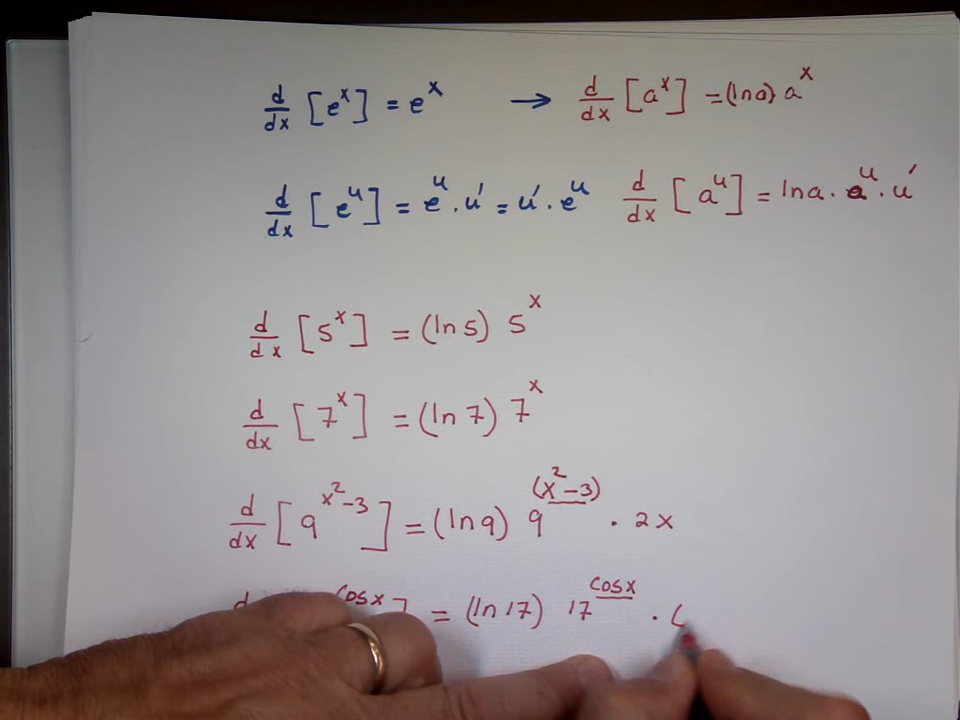 d/dx [e^x] = e^x → d/dx [a^x] = (ln a) a^x
d/dx [e^u] = e^u · u' = u' · e^u d/dx [a^u] = ln a · a^u · u'
d/dx [5^x] = (ln 5) 5^x
d/dx [7^x] = (ln 7) 7^x
d/dx [9^x²-3] = (ln 9) 9^(x²-3) · 2x
cos x ] = (ln 17) 17^cos x · (